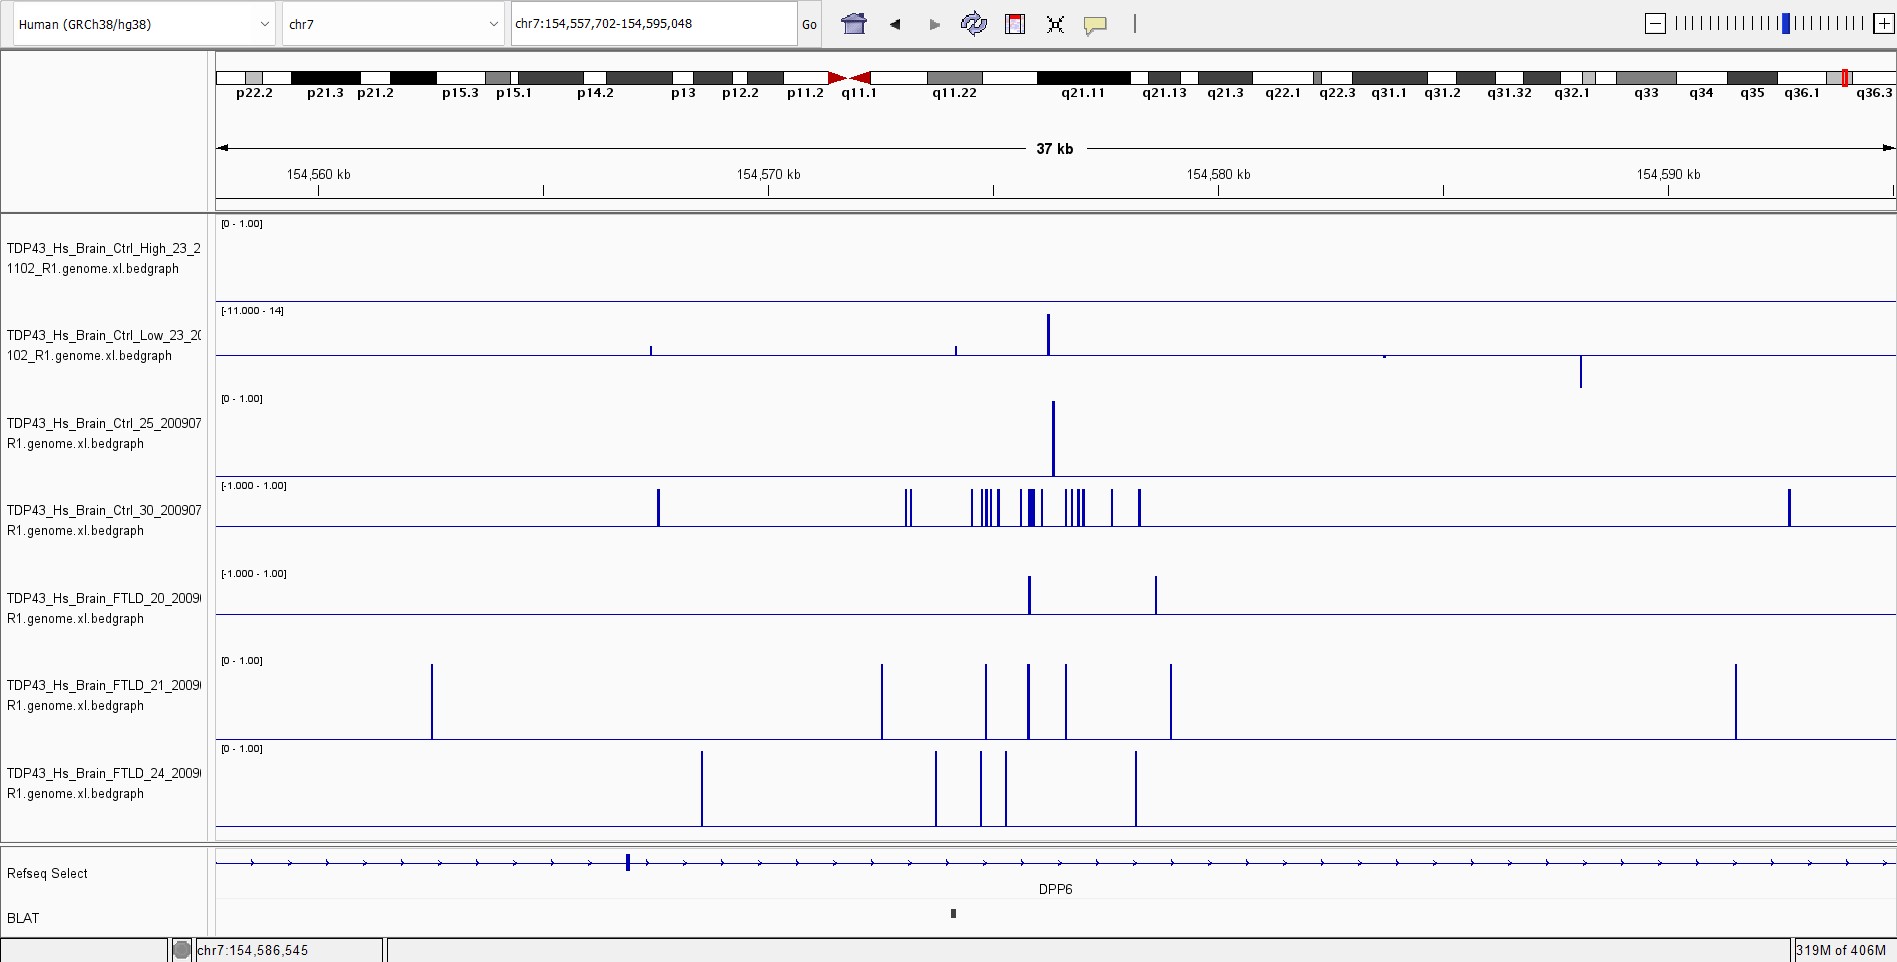 Human (GRCh38/hg38) chr7 chr7:154,557,702-154,595,048 Go
p22.2 p21.3 p21.2 p15.3 p15.1 p14.2 p13 p12.2 p11.2 q11.1 q11.22 q21.11 q21.13 q21.3 q22.1 q22.3 q31.1 q31.2 q31.32 q32.1 q33 q34 q35 q36.1 q36.3
37 kb
154,560 kb 154,570 kb 154,580 kb 154,590 kb
[0 - 1.00]
TDP43_Hs_Brain_Ctrl_High_23_2
1102_R1.genome.xl.bedgraph
[-11.000 - 14]
TDP43_Hs_Brain_Ctrl_Low_23_20
102_R1.genome.xl.bedgraph
[0 - 1.00]
TDP43_Hs_Brain_Ctrl_25_200907
R1.genome.xl.bedgraph
[-1.000 - 1.00]
TDP43_Hs_Brain_Ctrl_30_200907
R1.genome.xl.bedgraph
[-1.000 - 1.00]
TDP43_Hs_Brain_FTLD_20_2009
R1.genome.xl.bedgraph
[0 - 1.00]
TDP43_Hs_Brain_FTLD_21_2009
R1.genome.xl.bedgraph
[0 - 1.00]
TDP43_Hs_Brain_FTLD_24_2009
R1.genome.xl.bedgraph
Refseq Select
DPP6
BLAT
chr7:154,586,545 319M of 406M